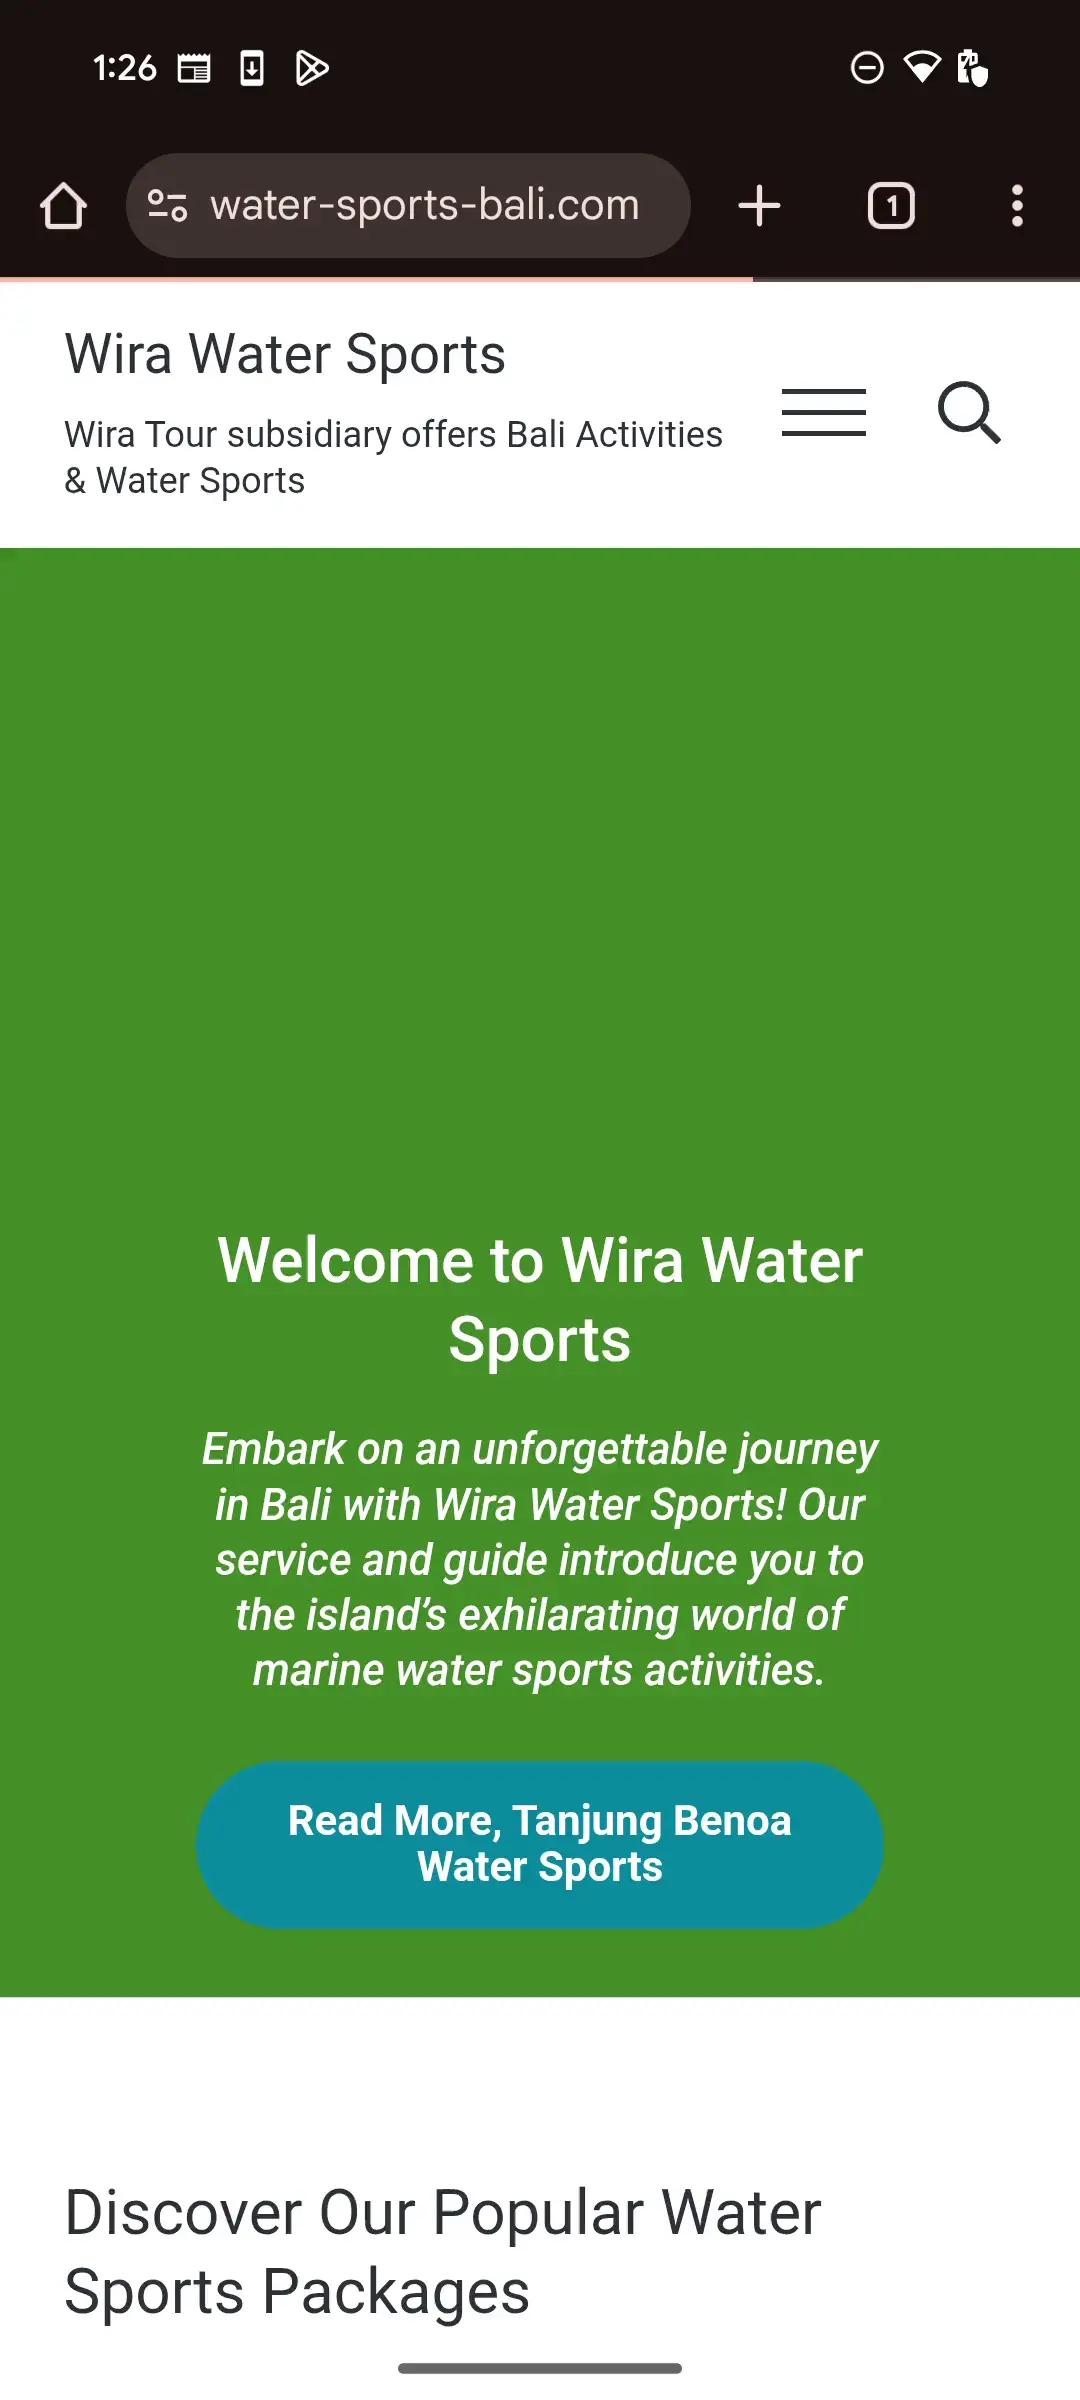 1:26
water-sports-bali.com
1
Wira Water Sports
Wira Tour subsidiary offers Bali Activities
& Water Sports
Welcome to Wira Water
Sports
Embark on an unforgettable journey
in Bali with Wira Water Sports! Our
service and guide introduce you to
the island’s exhilarating world of
marine water sports activities.
Read More, Tanjung Benoa
Water Sports
Discover Our Popular Water
Sports Packages